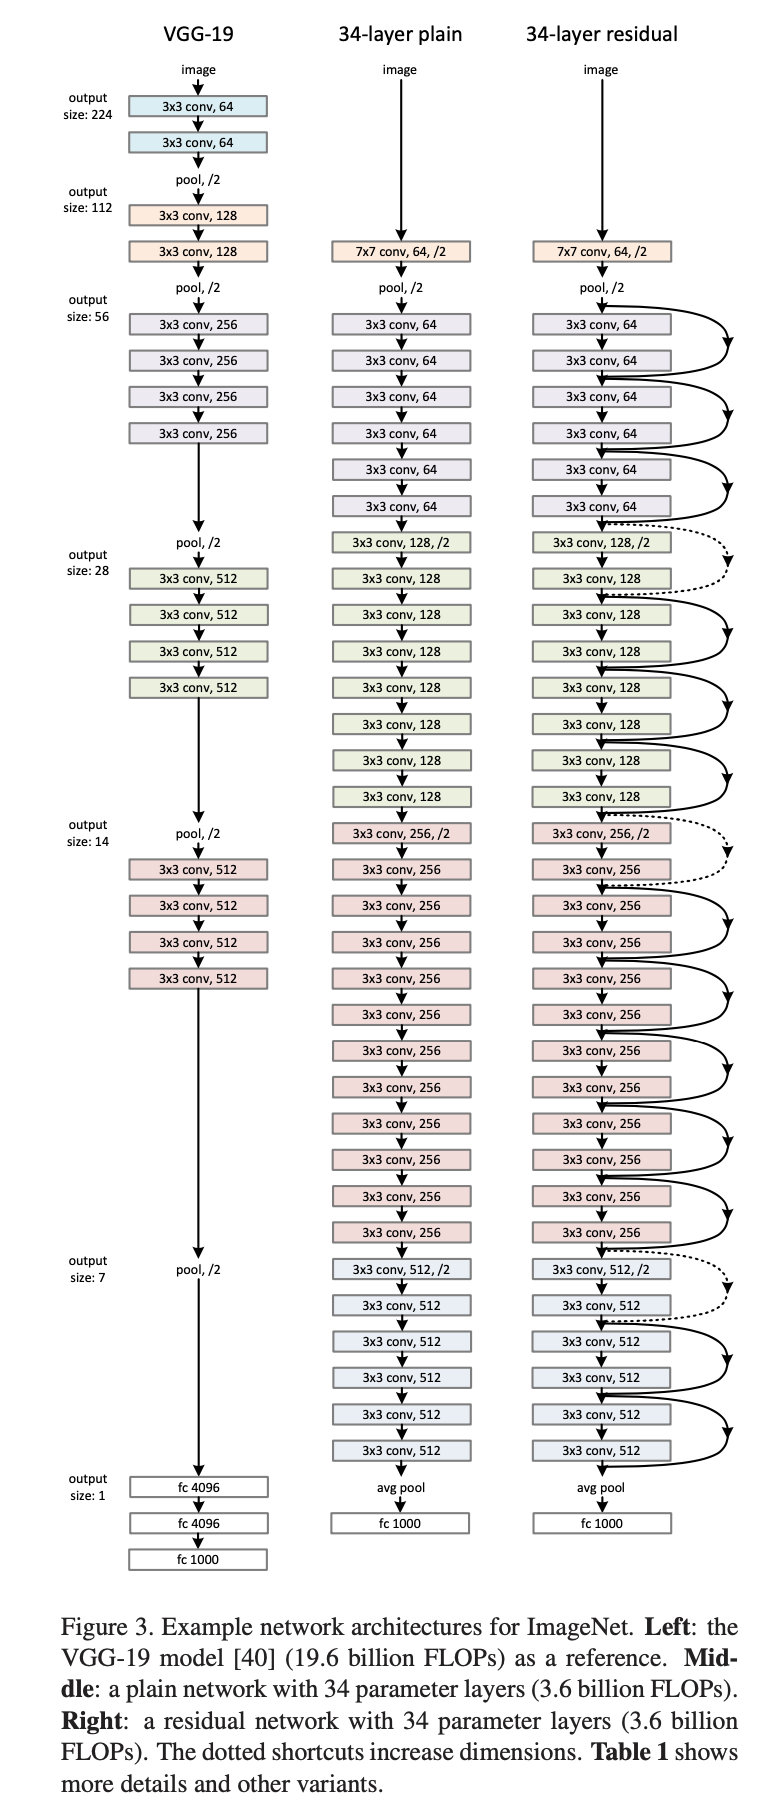 VGG-19
image
output
size: 224
3x3 conv, 64
3x3 conv, 64
pool, /2
output
size: 112
3x3 conv, 128
3x3 conv, 128
pool, /2
output
size: 56
3x3 conv, 256
3x3 conv, 256
3x3 conv, 256
3x3 conv, 256
pool, /2
output
size: 28
3x3 conv, 512
3x3 conv, 512
3x3 conv, 512
3x3 conv, 512
pool, /2
output
size: 14
3x3 conv, 512
3x3 conv, 512
3x3 conv, 512
3x3 conv, 512
output
size: 7
pool, /2
output
size: 1
fc 4096
fc 4096
fc 1000
34-layer plain
image
7x7 conv, 64, /2
pool, /2
3x3 conv, 64
3x3 conv, 64
3x3 conv, 64
3x3 conv, 64
3x3 conv, 64
3x3 conv, 64
3x3 conv, 128, /2
3x3 conv, 128
3x3 conv, 128
3x3 conv, 128
3x3 conv, 128
3x3 conv, 128
3x3 conv, 128
3x3 conv, 128
3x3 conv, 256, /2
3x3 conv, 256
3x3 conv, 256
3x3 conv, 256
3x3 conv, 256
3x3 conv, 256
3x3 conv, 256
3x3 conv, 256
3x3 conv, 256
3x3 conv, 256
3x3 conv, 256
3x3 conv, 256
3x3 conv, 512, /2
3x3 conv, 512
3x3 conv, 512
3x3 conv, 512
3x3 conv, 512
3x3 conv, 512
avg pool
fc 1000
34-layer residual
image
7x7 conv, 64, /2
pool, /2
3x3 conv, 64
3x3 conv, 64
3x3 conv, 64
3x3 conv, 64
3x3 conv, 64
3x3 conv, 64
3x3 conv, 128, /2
3x3 conv, 128
3x3 conv, 128
3x3 conv, 128
3x3 conv, 128
3x3 conv, 128
3x3 conv, 128
3x3 conv, 128
3x3 conv, 256, /2
3x3 conv, 256
3x3 conv, 256
3x3 conv, 256
3x3 conv, 256
3x3 conv, 256
3x3 conv, 256
3x3 conv, 256
3x3 conv, 256
3x3 conv, 256
3x3 conv, 256
3x3 conv, 256
3x3 conv, 512, /2
3x3 conv, 512
3x3 conv, 512
3x3 conv, 512
3x3 conv, 512
3x3 conv, 512
avg pool
fc 1000
Figure 3. Example network architectures for ImageNet. Left: the
VGG-19 model [40] (19.6 billion FLOPs) as a reference. Mid-
dle: a plain network with 34 parameter layers (3.6 billion FLOPs).
Right: a residual network with 34 parameter layers (3.6 billion
FLOPs). The dotted shortcuts increase dimensions. Table 1 shows
more details and other variants.